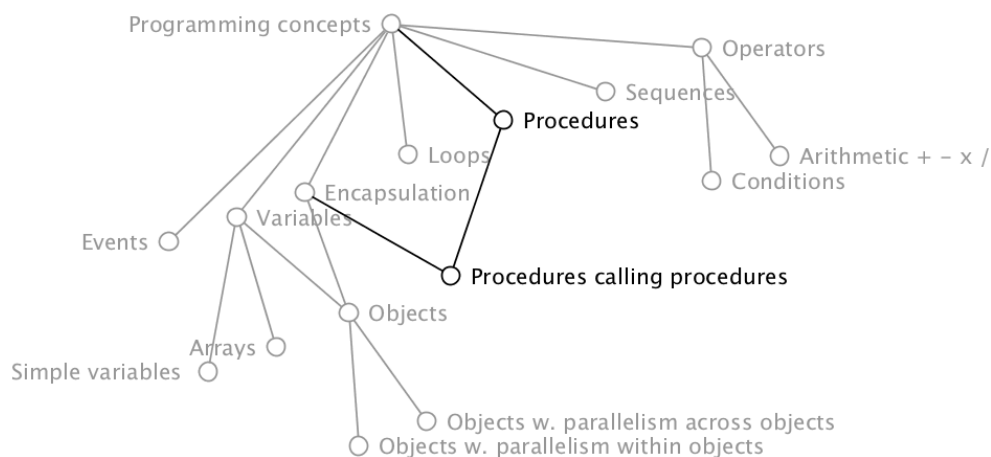 Programming concepts
Operators
Sequences
Procedures
Loops
Arithmetic + – x /
Conditions
Encapsulation
Variables
Events
Procedures calling procedures
Objects
Arrays
Simple variables
Objects w. parallelism across objects
Objects w. parallelism within objects